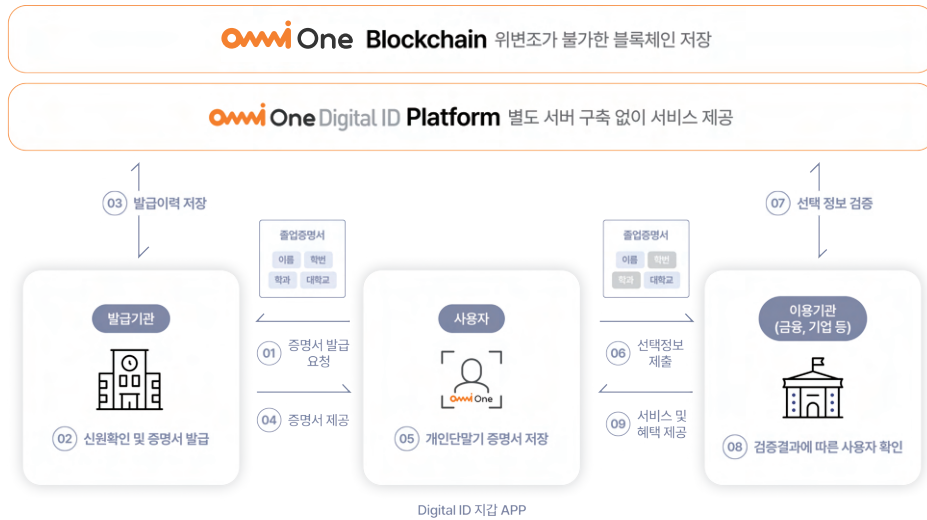 OmniOne Blockchain 위변조가 불가한 블록체인 저장
OmniOne Digital ID Platform 별도 서버 구축 없이 서비스 제공
03 발급이력 저장
07 선택 정보 검증
졸업증명서
이름 학번
학과 대학교
졸업증명서
이름 학번
학과 대학교
발급기관
02 신원확인 및 증명서 발급
01 증명서 발급
요청
04 증명서 제공
사용자
OmniOne
05 개인단말기 증명서 저장
06 선택정보
제출
09 서비스 및
혜택 제공
이용기관
(금융, 기업 등)
08 검증결과에 따른 사용자 확인
Digital ID 지갑 APP